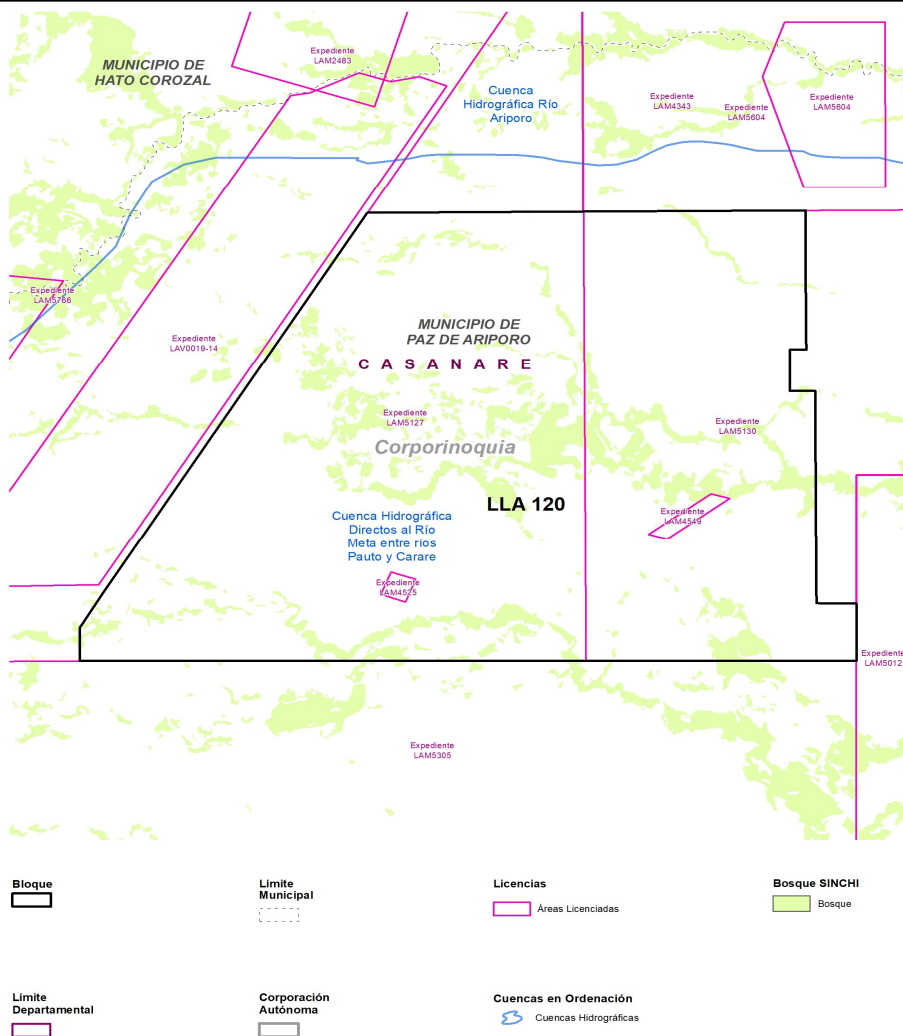 MUNICIPIO DE
HATO COROZAL
Expediente
LAM2483
Cuenca
Hidrográfica Río
Ariporo
Expediente
LAM4343
Expediente
LAM5604
Expediente
LAM5604
Expediente
LAM5766
Expediente
LAV0019-14
MUNICIPIO DE
PAZ DE ARIPORO
CASANARE
Expediente
LAM5127
Expediente
LAM5130
Corporinoquia
LLA 120
Cuenca Hidrográfica
Directos al Río
Meta entre rios
Pauto y Carare
Expediente
LAM4549
Expediente
LAM4525
Expediente
LAM5012
Expediente
LAM5305
Bloque
Límite
Municipal
Licencias
Áreas Licenciadas
Bosque SINCHI
Bosque
Límite
Departamental
Corporación
Autónoma
Cuencas en Ordenación
Cuencas Hidrográficas